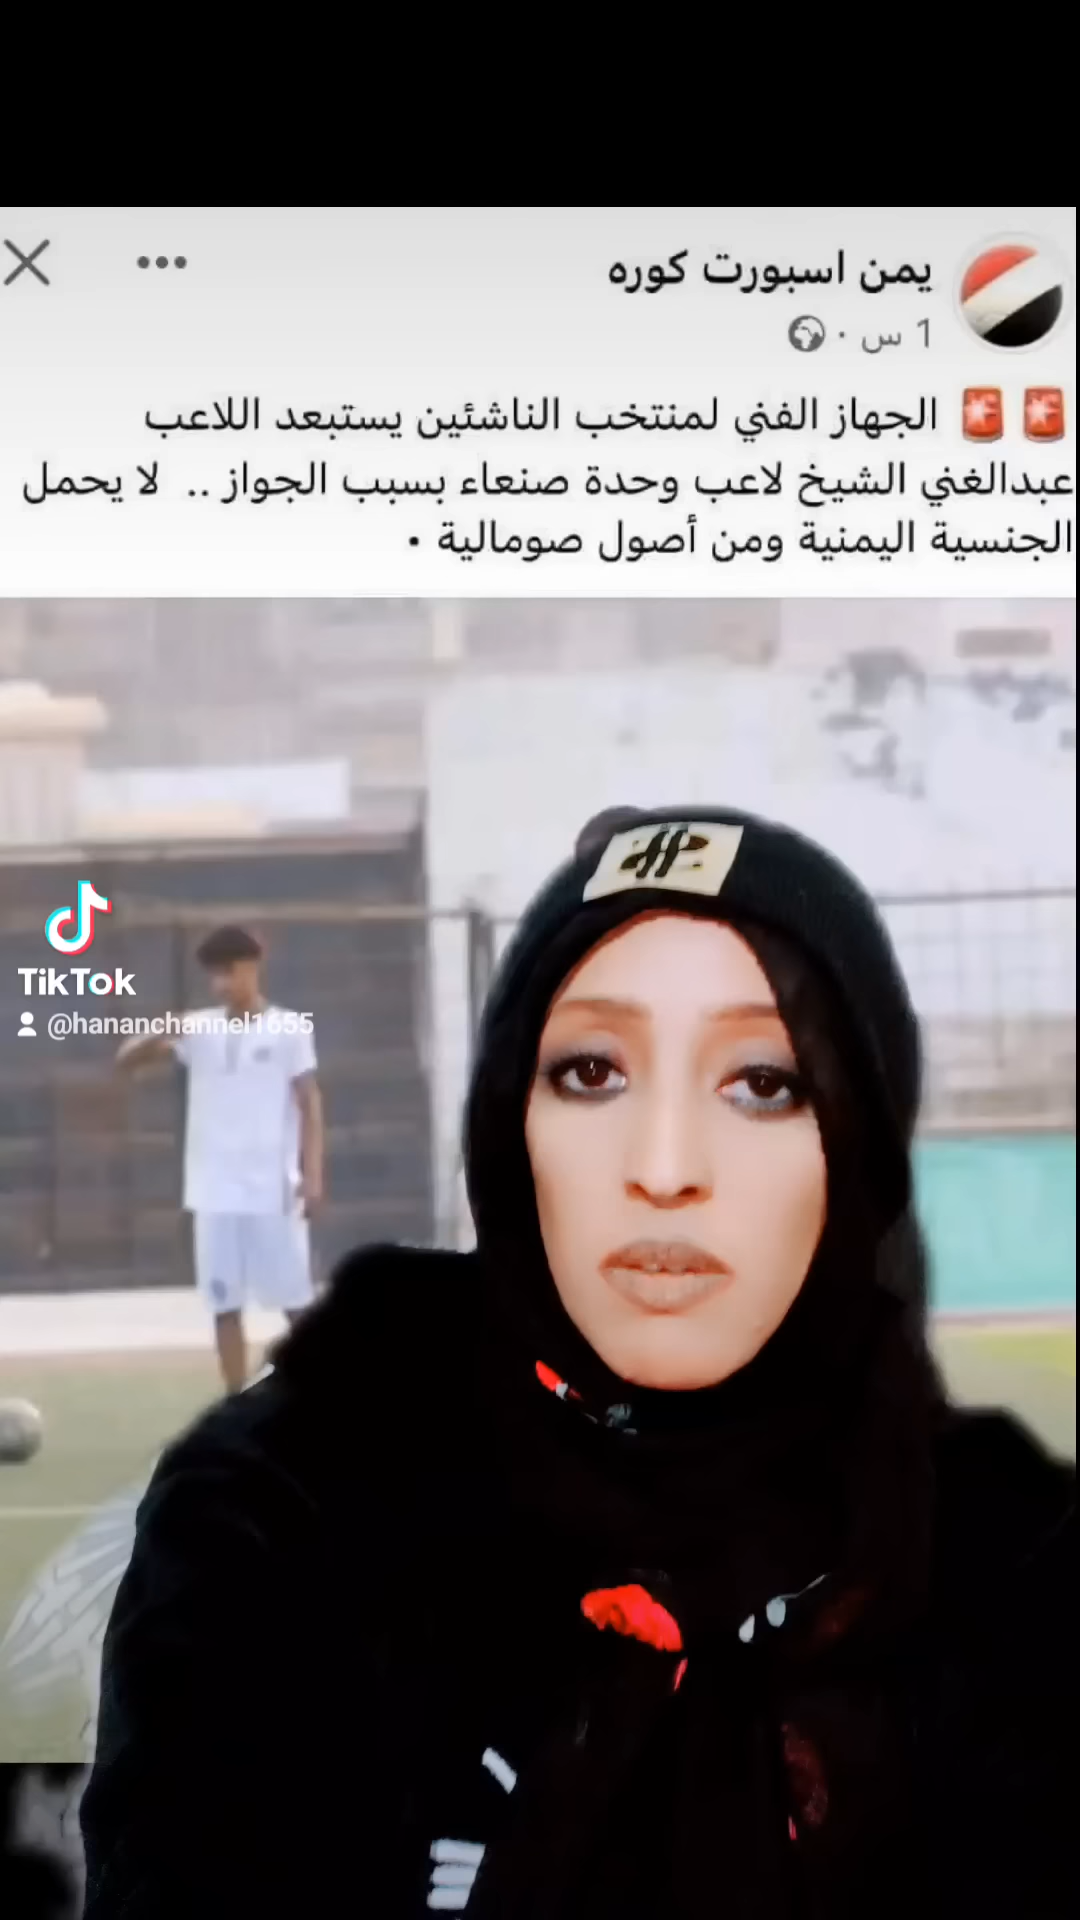 يمن اسبورت كوره
1 س ·
🚨🚨 الجهاز الفني لمنتخب الناشئين يستبعد اللاعب
عبدالغني الشيخ لاعب وحدة صنعاء بسبب الجواز .. لا يحمل
الجنسية اليمنية ومن أصول صومالية •
TikTok
@hananchannel1655